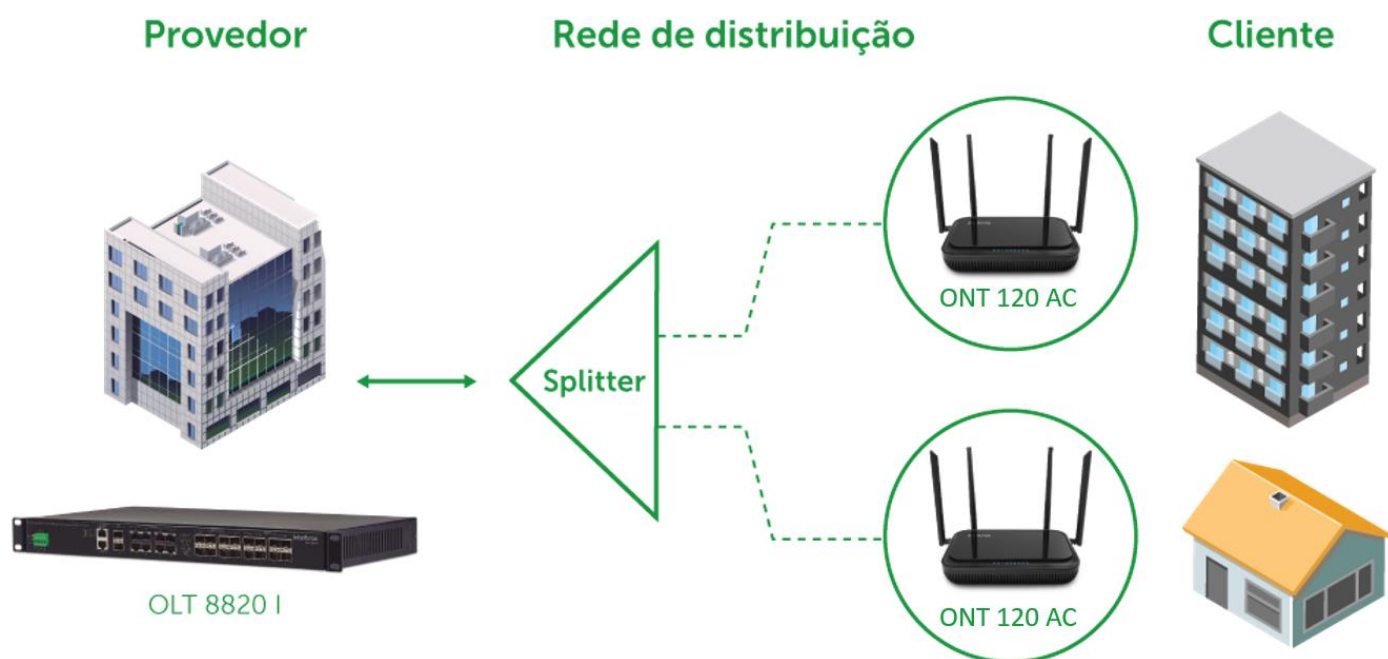 Provedor
Rede de distribuição
Cliente
ONT 120 AC
Splitter
ONT 120 AC
OLT 8820 I